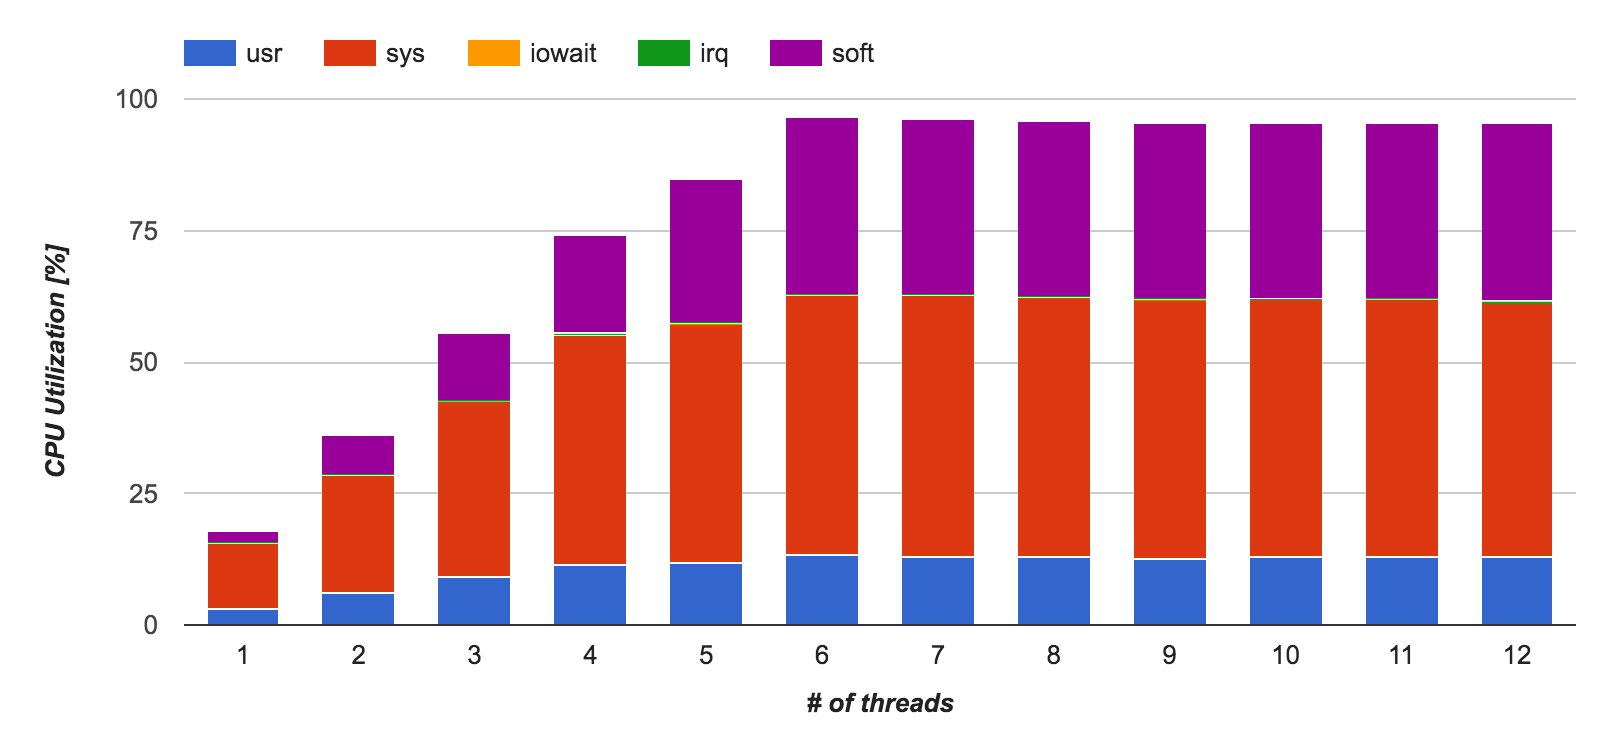 usr sys iowait irq soft
100
75
50
25
0
CPU Utilization [%]
1 2 3 4 5 6 7 8 9 10 11 12
# of threads